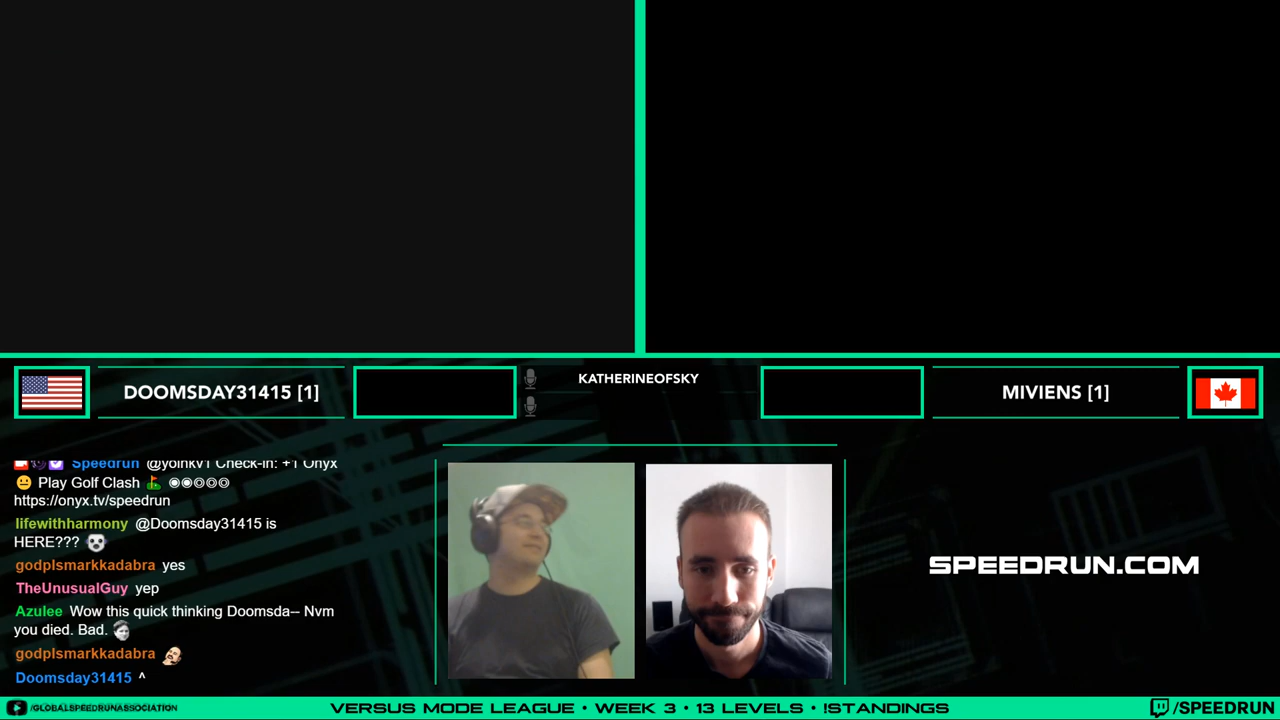 DOOMSDAY31415 [1]
KATHERINEOFSKY
MIVIENS [1]
Speedrun @yoinkv1 Check-in: +1 Onyx
😐 Play Golf Clash ⛳ ◉◉◎◎◎
https://onyx.tv/speedrun
lifewithharmony @Doomsday31415 is
HERE???
godplsmarkkadabra yes
TheUnusualGuy yep
Azulee Wow this quick thinking Doomsda-- Nvm
you died. Bad.
godplsmarkkadabra
Doomsday31415 ^
SPEEDRUN.COM
/GLOBALSPEEDRUNASSOCIATION
VERSUS MODE LEAGUE • WEEK 3 • 13 LEVELS • !STANDINGS
/SPEEDRUN